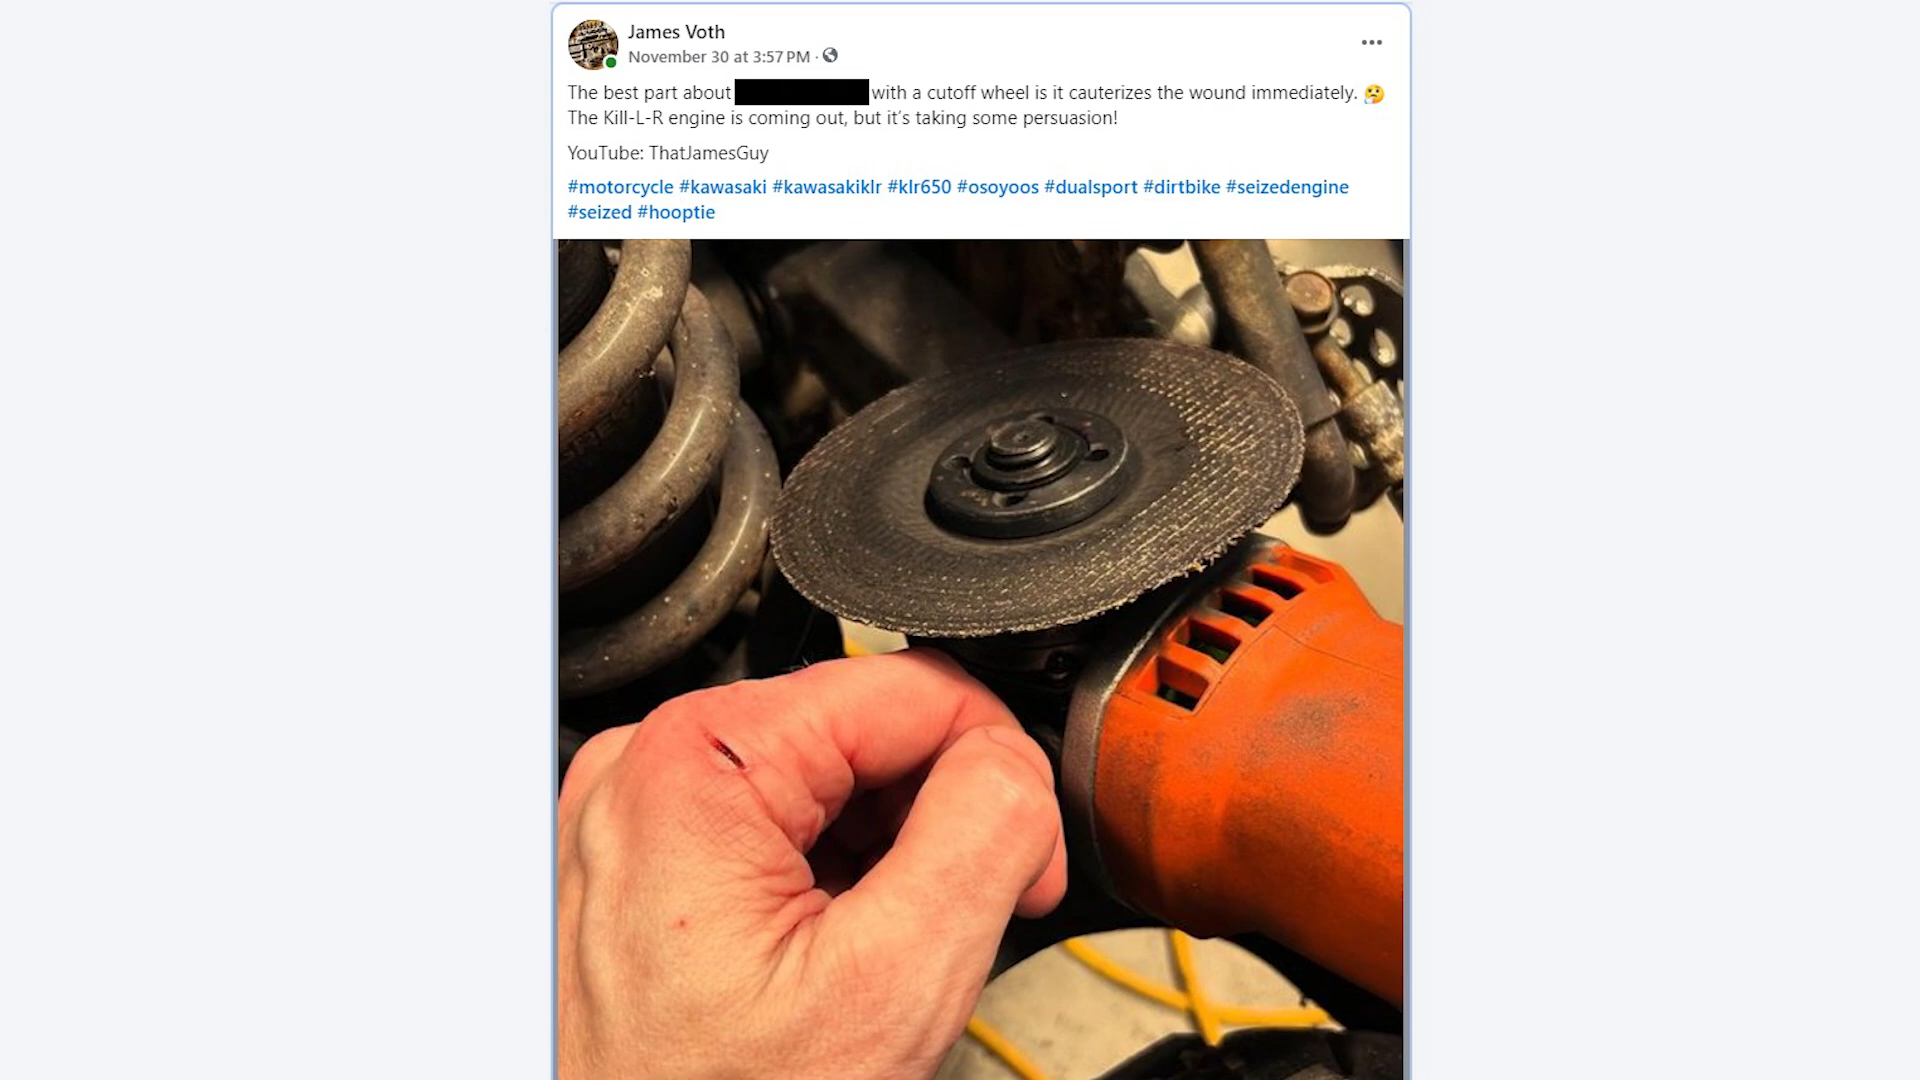 James Voth
November 30 at 3:57 PM ·
The best part about with a cutoff wheel is it cauterizes the wound immediately. 🤔
The Kill-L-R engine is coming out, but it’s taking some persuasion!
YouTube: ThatJamesGuy
#motorcycle #kawasaki #kawasakiklr #klr650 #osoyoos #dualsport #dirtbike #seizedengine
#seized #hooptie